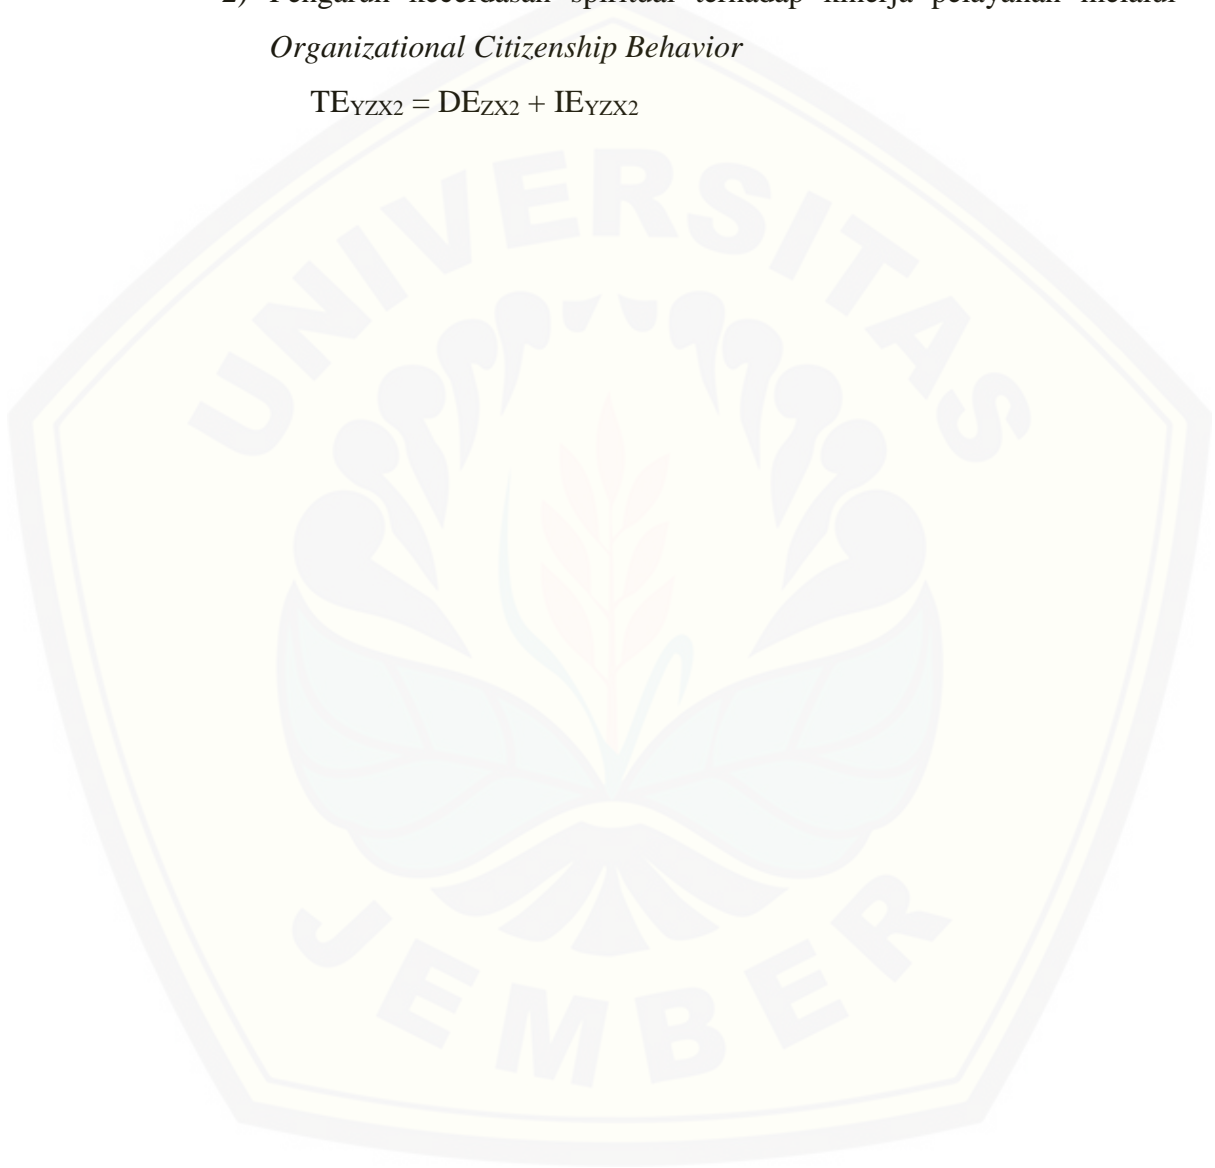 2) Pengaruh kecerdasan spiritual terhadap kinerja pelayanan melalui
Organizational Citizenship Behavior
TEYZX2 = DEZX2 + IEYZX2
UNIVERSITAS
JEMBER